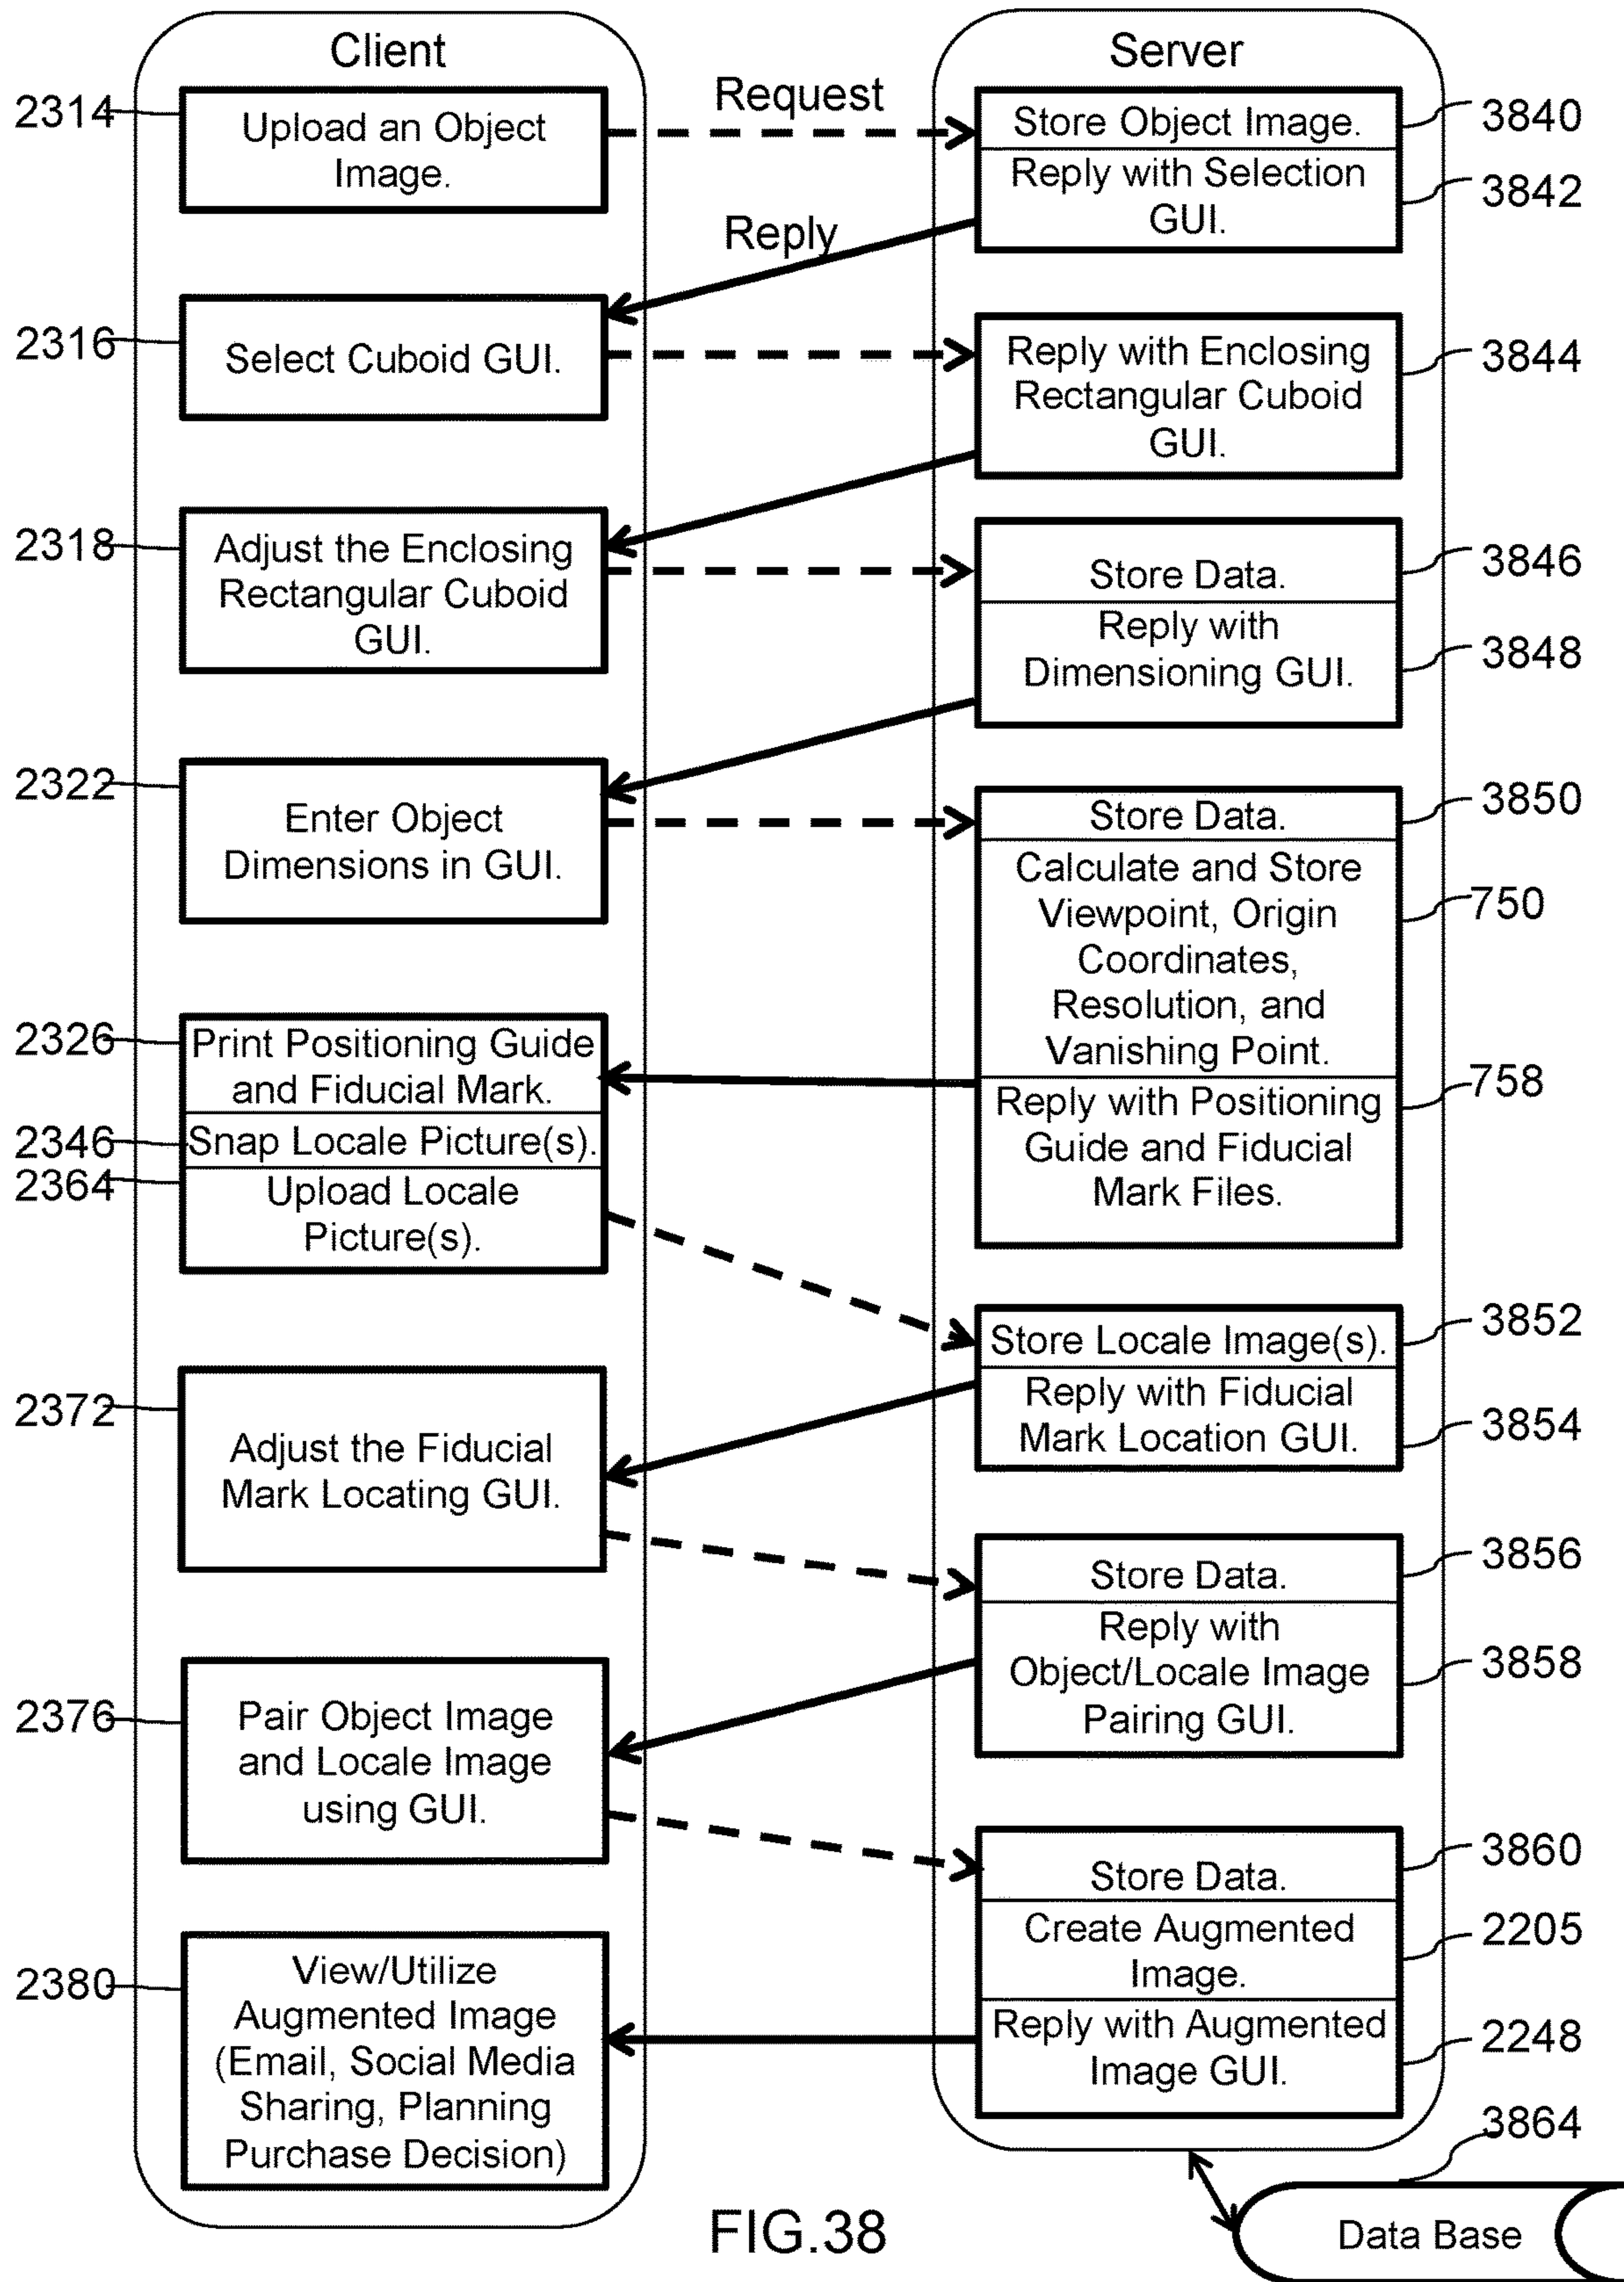 Client
Server
2314
Upload an Object
Image.
Request
Store Object Image.
3840
Reply with Selection
GUI.
3842
Reply
2316
Select Cuboid GUI.
Reply with Enclosing
Rectangular Cuboid
GUI.
3844
2318
Adjust the Enclosing
Rectangular Cuboid
GUI.
Store Data.
3846
Reply with
Dimensioning GUI.
3848
2322
Enter Object
Dimensions in GUI.
Store Data.
3850
Calculate and Store
Viewpoint, Origin
Coordinates,
Resolution, and
Vanishing Point.
750
2326
Print Positioning Guide
and Fiducial Mark.
Reply with Positioning
Guide and Fiducial
Mark Files.
758
2346
Snap Locale Picture(s).
2364
Upload Locale
Picture(s).
Store Locale Image(s).
3852
Reply with Fiducial
Mark Location GUI.
3854
2372
Adjust the Fiducial
Mark Locating GUI.
Store Data.
3856
Reply with
Object/Locale Image
Pairing GUI.
3858
2376
Pair Object Image
and Locale Image
using GUI.
Store Data.
3860
Create Augmented
Image.
2205
Reply with Augmented
Image GUI.
2248
2380
View/Utilize
Augmented Image
(Email, Social Media
Sharing, Planning
Purchase Decision)
3864
Data Base
FIG.38